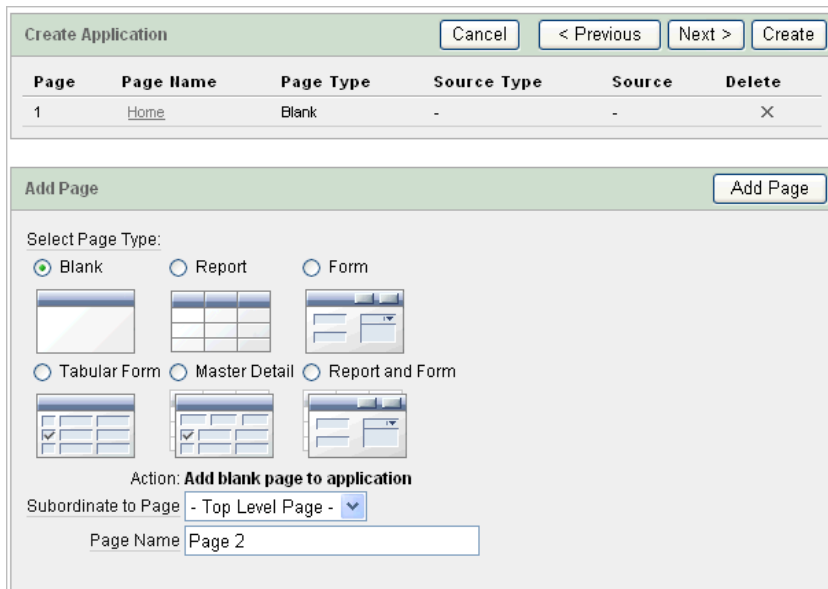 Create Application Cancel < Previous Next > Create
Page Page Name Page Type Source Type Source Delete
1 Home Blank - -
Add Page Add Page
Select Page Type:
Blank Report Form
Tabular Form Master Detail Report and Form
Action: Add blank page to application
Subordinate to Page - Top Level Page -
Page Name Page 2